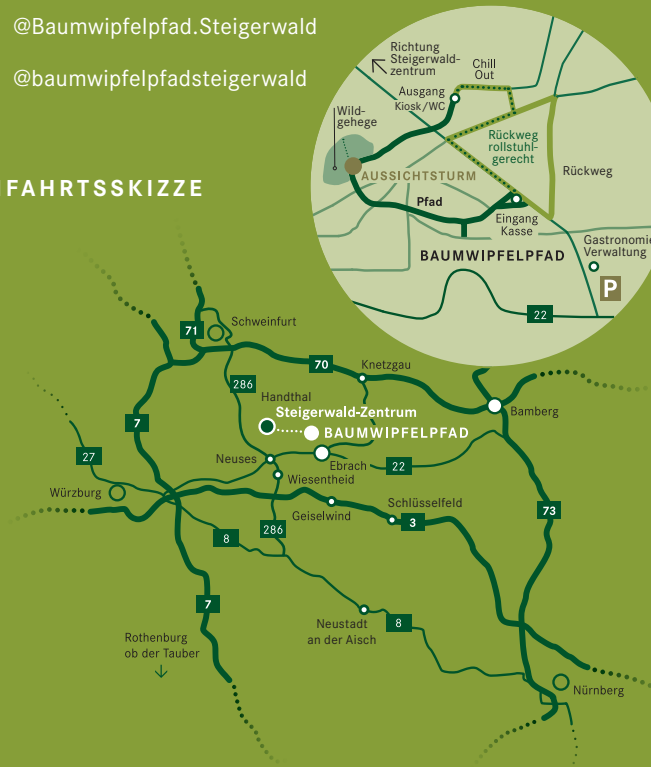 @Baumwipfelpfad.Steigerwald
@baumwipfelpfadsteigerwald
FAHRTSSKIZZE
Richtung
Steigerwald-
zentrum
Chill
Out
Ausgang
Kiosk/WC
Wild-
gehege
Rückweg
rollstuhl-
gerecht
Rückweg
AUSSICHTSTURM
Pfad
Eingang
Kasse
BAUMWIPFELPFAD
Gastronomie
Verwaltung
P
22
71
Schweinfurt
70
Knetzgau
286
Handthal
Steigerwald-Zentrum
BAUMWIPFELPFAD
Bamberg
7
27
Neuses
Ebrach
22
Wiesentheid
Würzburg
Geiselwind
Schlüsselfeld
3
73
286
8
7
Neustadt
an der Aisch
8
Rothenburg
ob der Tauber
Nürnberg